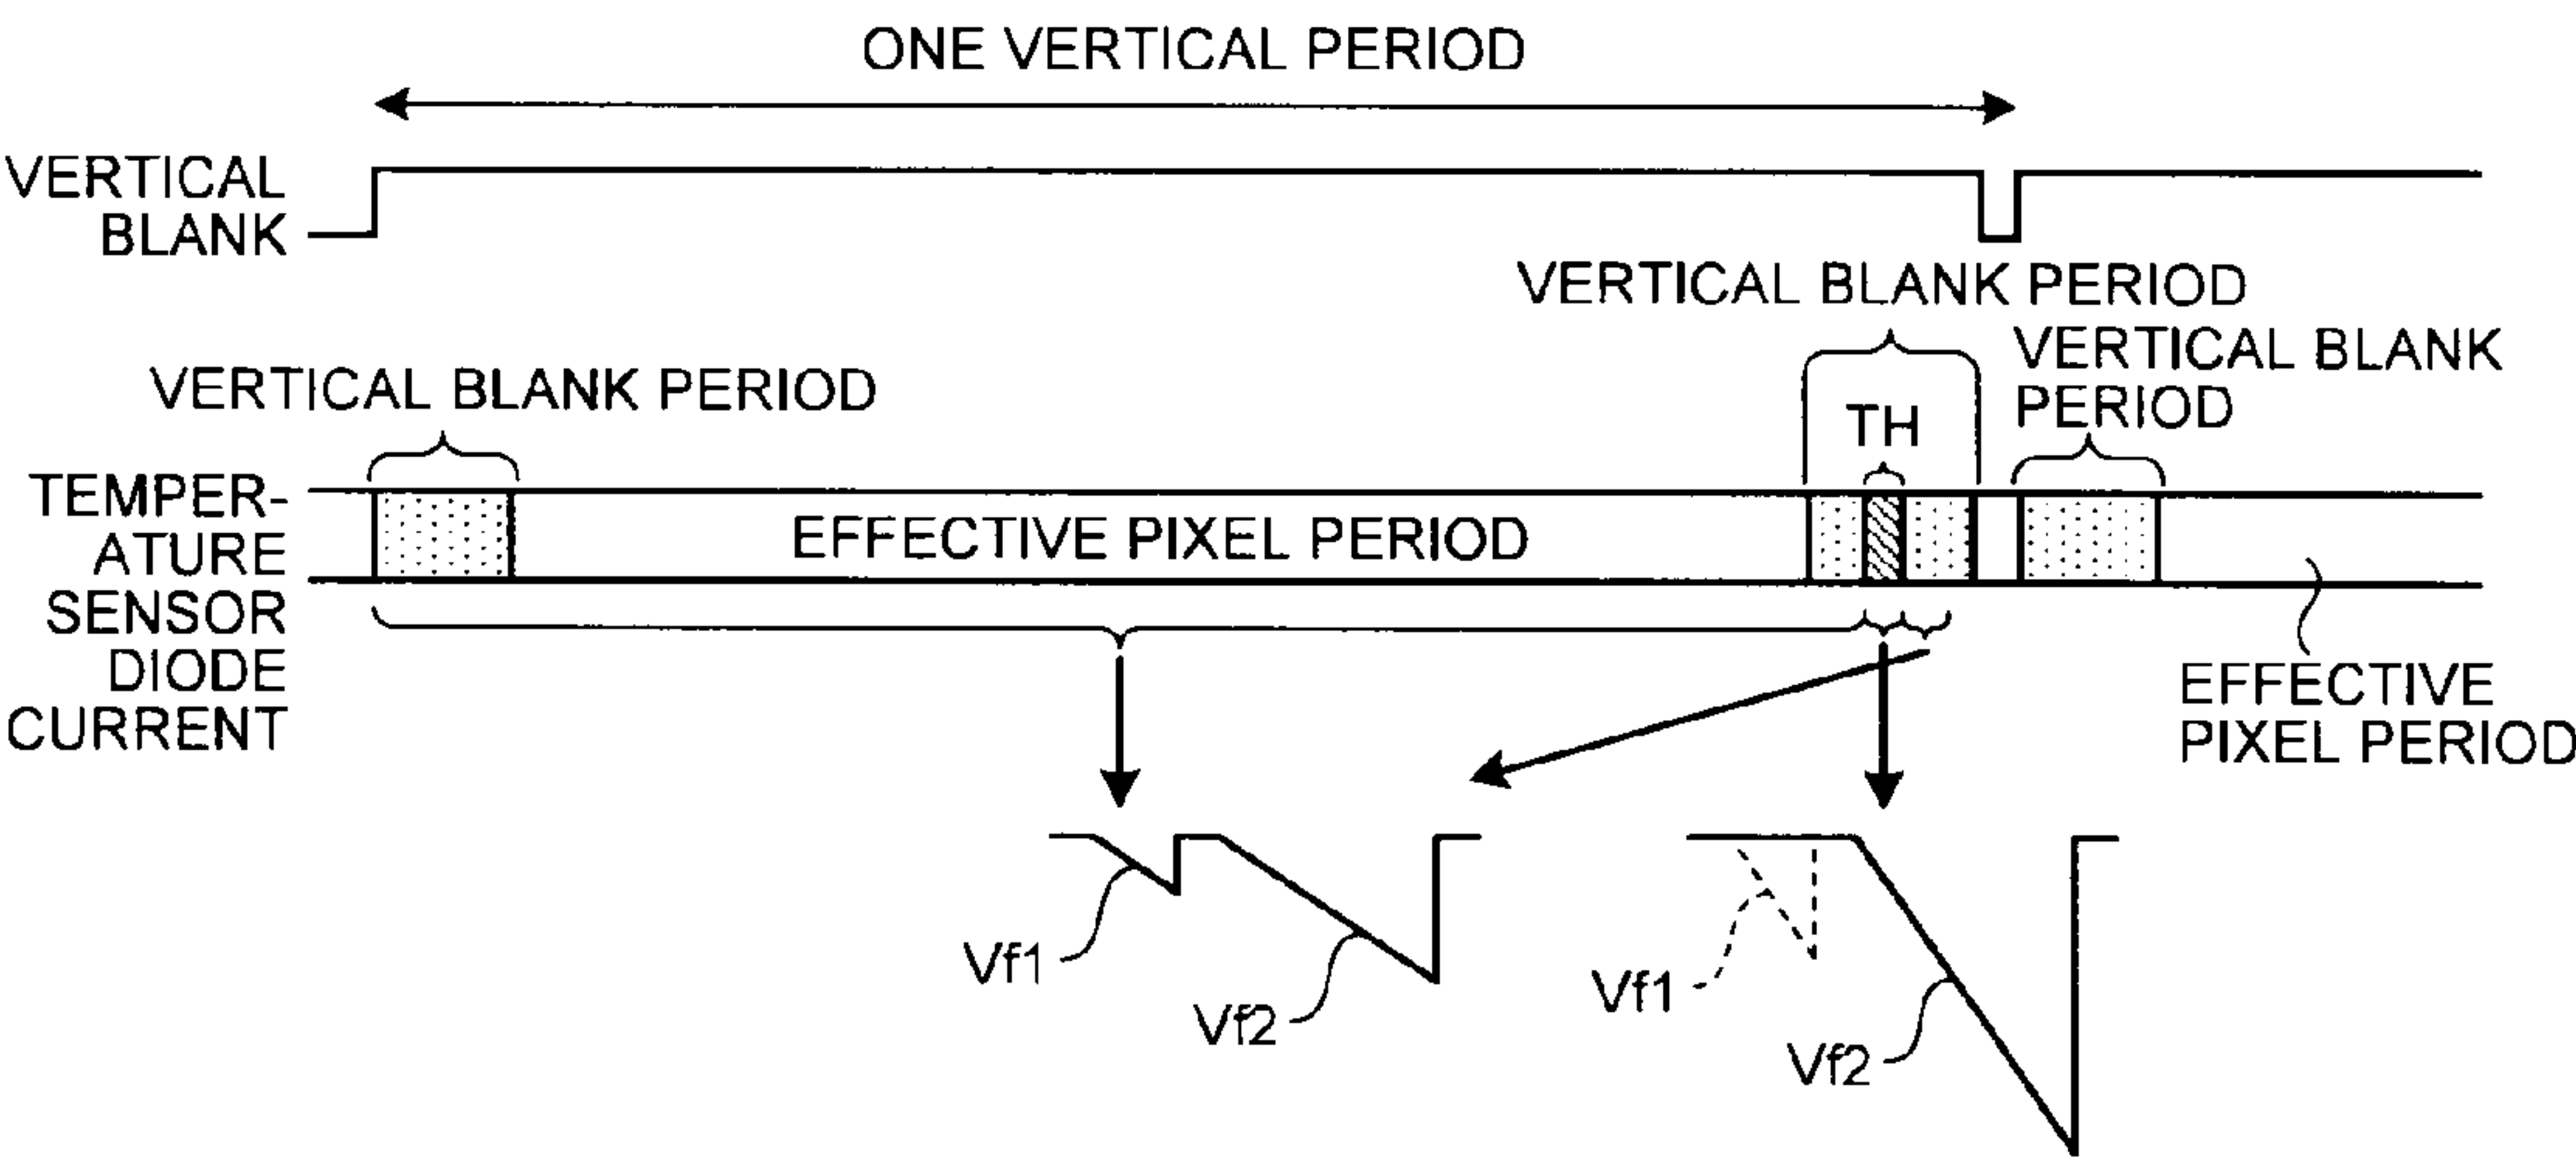 ONE VERTICAL PERIOD
VERTICAL
BLANK
VERTICAL BLANK PERIOD
VERTICAL BLANK
PERIOD
VERTICAL BLANK PERIOD
TH
TEMPER-
ATURE
SENSOR
DIODE
CURRENT
EFFECTIVE PIXEL PERIOD
EFFECTIVE
PIXEL PERIOD
Vf1
Vf2
Vf1
Vf2